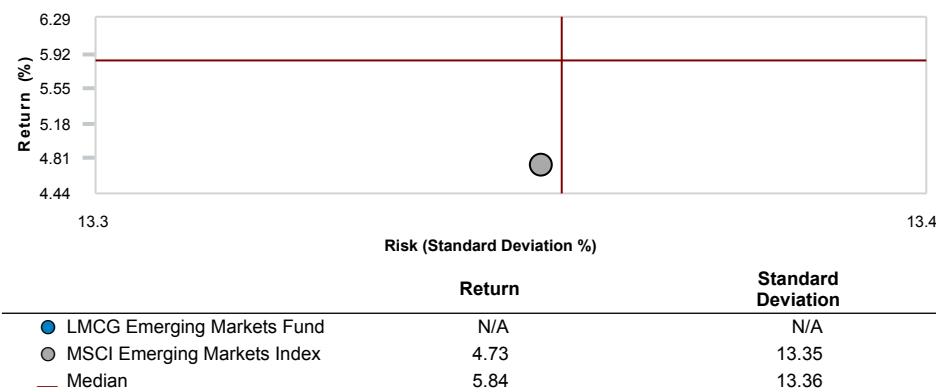 6.29
5.92
5.55
5.18
4.81
4.44
Return (%)
13.3 13.4
Risk (Standard Deviation %)
Return Standard Deviation
LMCG Emerging Markets Fund N/A N/A
MSCI Emerging Markets Index 4.73 13.35
Median 5.84 13.36